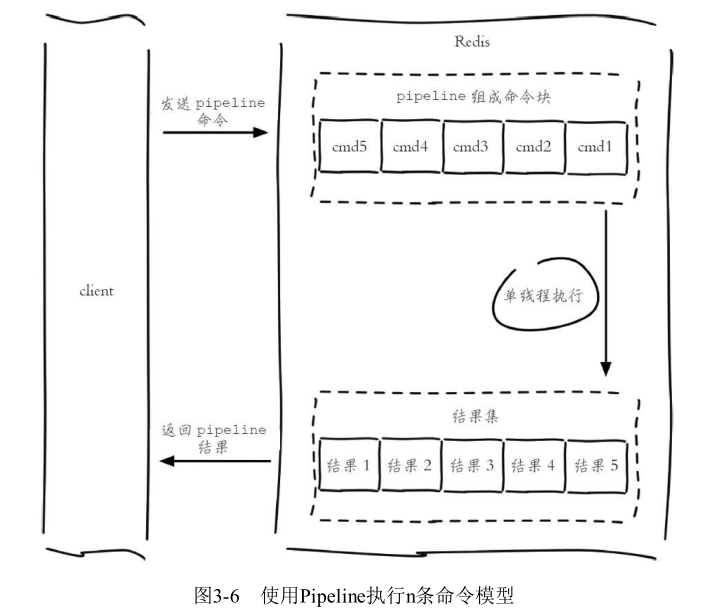 Redis
发送 pipeline
命令
pipeline 组成命令块
cmd5 cmd4 cmd3 cmd2 cmd1
client
单线程执行
返回 pipeline
结果
结果集
结果 1 结果 2 结果 3 结果 4 结果 5
图3-6 使用Pipeline执行n条命令模型